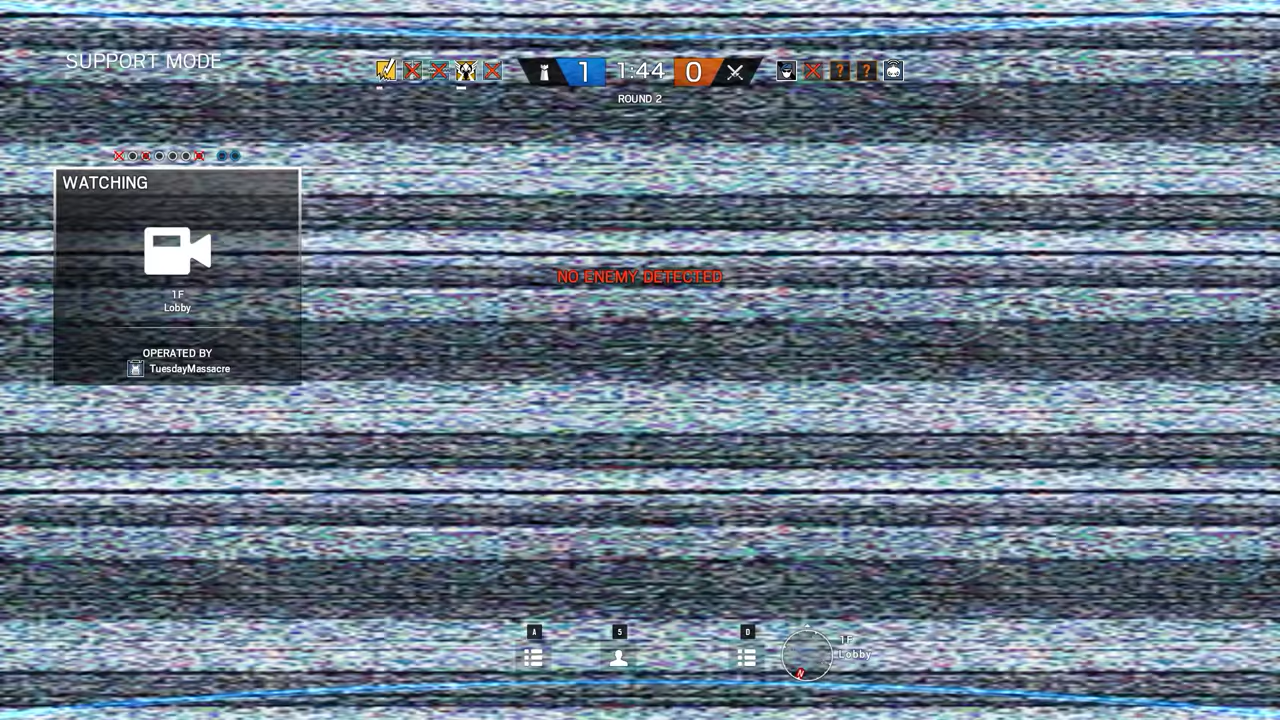 SUPPORT MODE
1 1:44 0
? ?
ROUND 2
WATCHING
1F
Lobby
OPERATED BY
TuesdayMassacre
NO ENEMY DETECTED
A S D
1F
Lobby
N